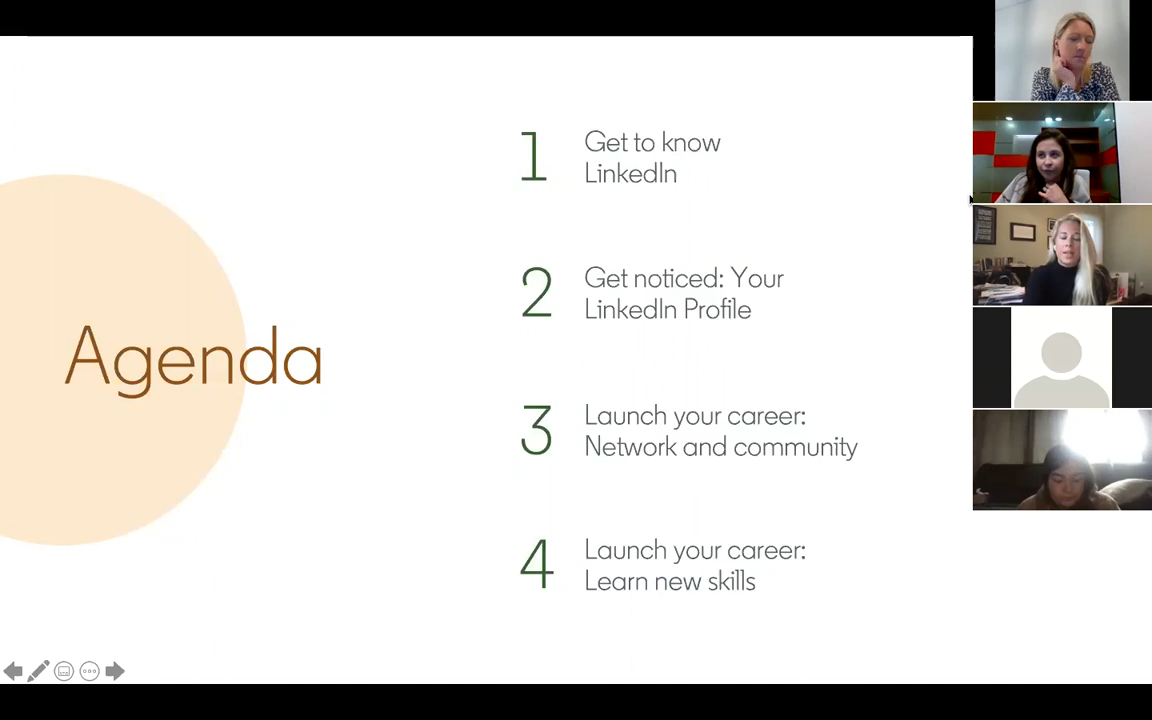 Agenda
1
Get to know
LinkedIn
2
Get noticed: Your
LinkedIn Profile
3
Launch your career:
Network and community
4
Launch your career:
Learn new skills